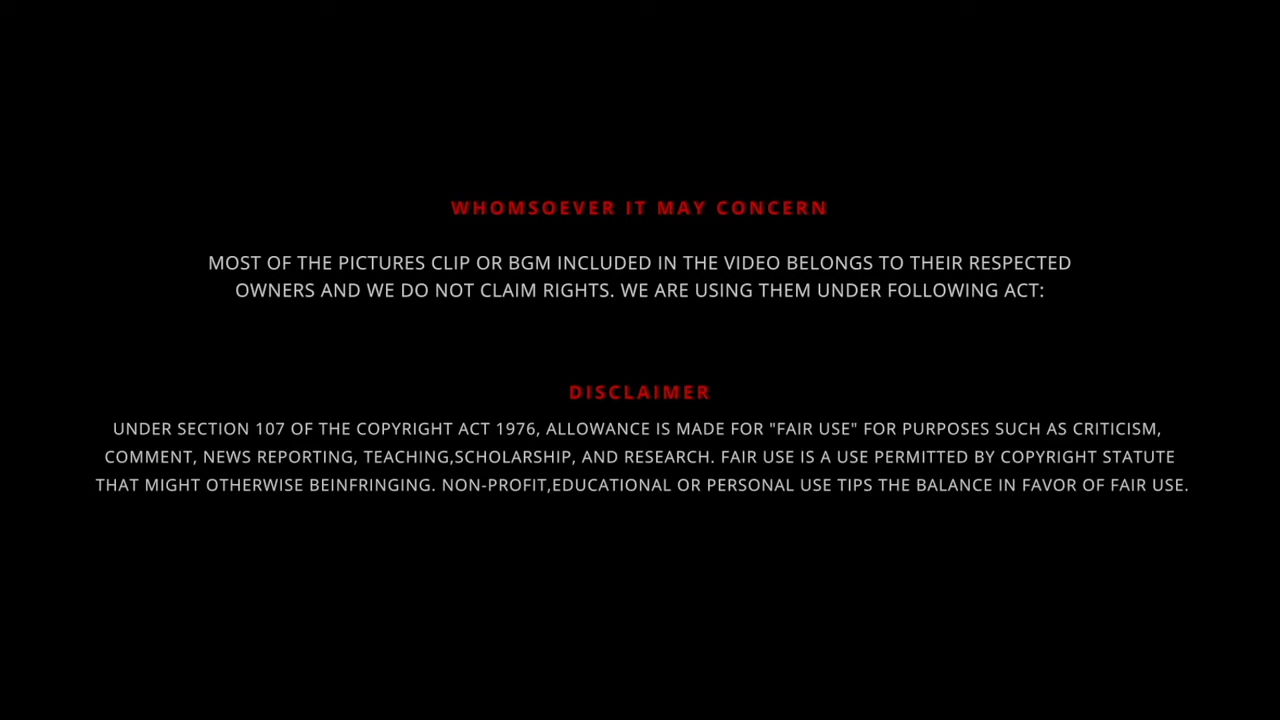 WHOMSOEVER IT MAY CONCERN
MOST OF THE PICTURES CLIP OR BGM INCLUDED IN THE VIDEO BELONGS TO THEIR RESPECTED
OWNERS AND WE DO NOT CLAIM RIGHTS. WE ARE USING THEM UNDER FOLLOWING ACT:
DISCLAIMER
UNDER SECTION 107 OF THE COPYRIGHT ACT 1976, ALLOWANCE IS MADE FOR "FAIR USE" FOR PURPOSES SUCH AS CRITICISM,
COMMENT, NEWS REPORTING, TEACHING,SCHOLARSHIP, AND RESEARCH. FAIR USE IS A USE PERMITTED BY COPYRIGHT STATUTE
THAT MIGHT OTHERWISE BEINFRINGING. NON-PROFIT,EDUCATIONAL OR PERSONAL USE TIPS THE BALANCE IN FAVOR OF FAIR USE.